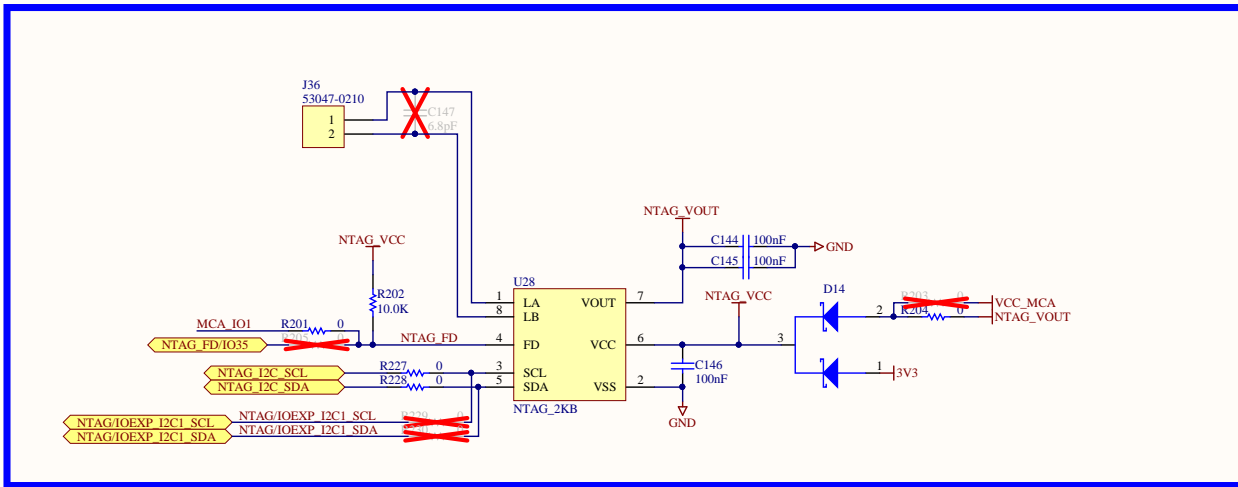 J36
53047-0210
1
2
C147
6.8pF
NTAG_VOUT
C144 100nF
C145 100nF
GND
NTAG_VCC
R202
10.0K
U28
1 LA VOUT 7
8 LB
NTAG_VCC
D14
2
R203 0
VCC_MCA
R204 0
NTAG_VOUT
MCA_IO1 R201 0
NTAG_FD/IO35 R205 0
NTAG_FD
4 FD VCC 6
3
C146
100nF
NTAG_I2C_SCL R227 0
3 SCL
NTAG_I2C_SDA R228 0
5 SDA VSS 2
1
3V3
NTAG_2KB
GND
NTAG/IOEXP_I2C1_SCL NTAG/IOEXP_I2C1_SCL R229 0
NTAG/IOEXP_I2C1_SDA NTAG/IOEXP_I2C1_SDA